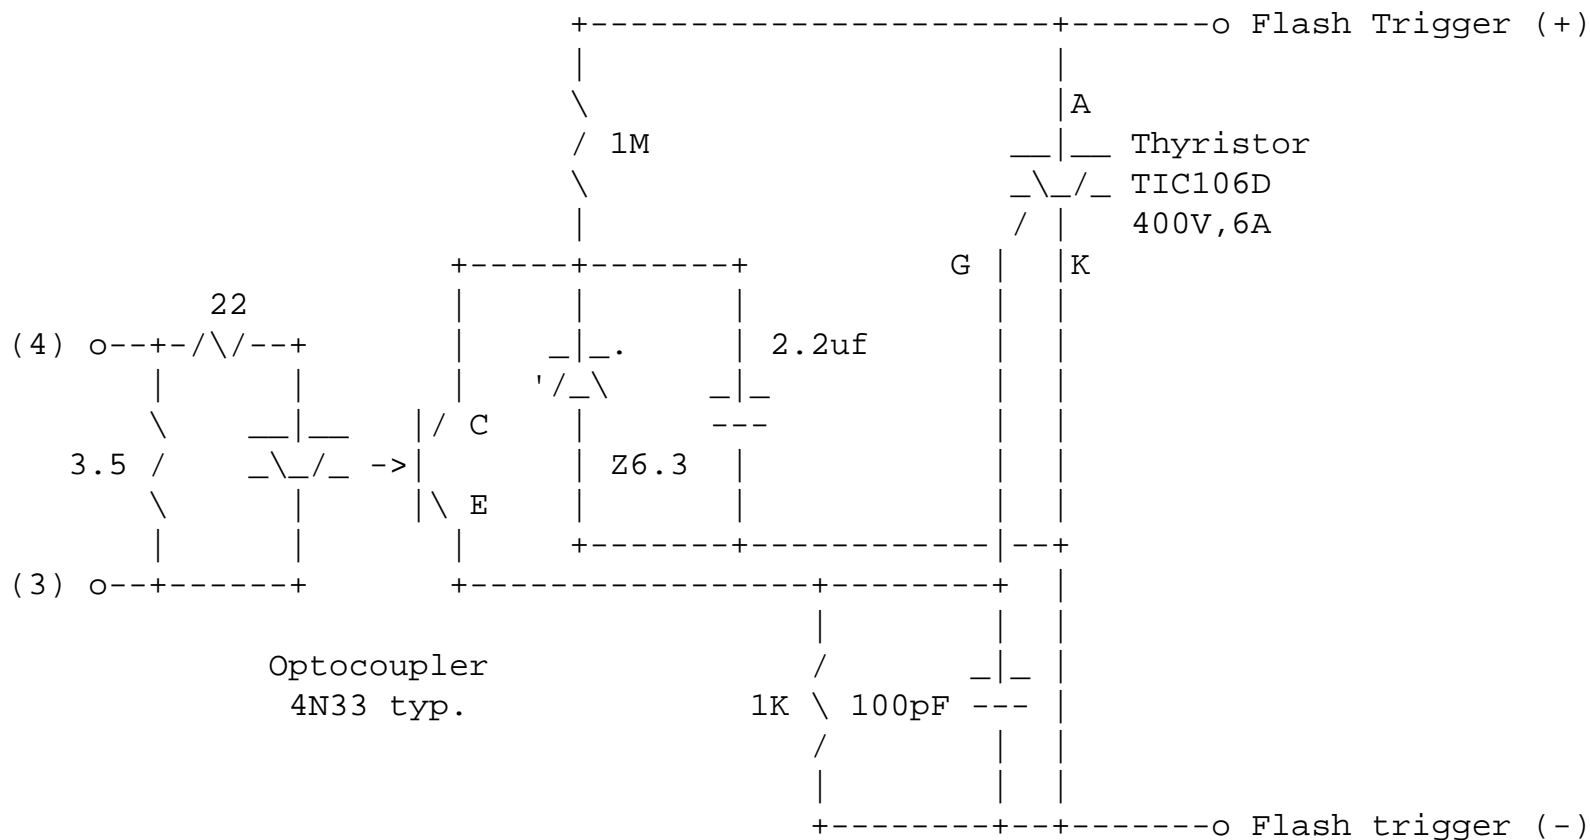 o Flash Trigger (+)
A
1M Thyristor
TIC106D
400V,6A
G K
22
(4) o 2.2uf
C
3.5 Z6.3
E
(3) o
Optocoupler
4N33 typ. 1K 100pF
o Flash trigger (-)